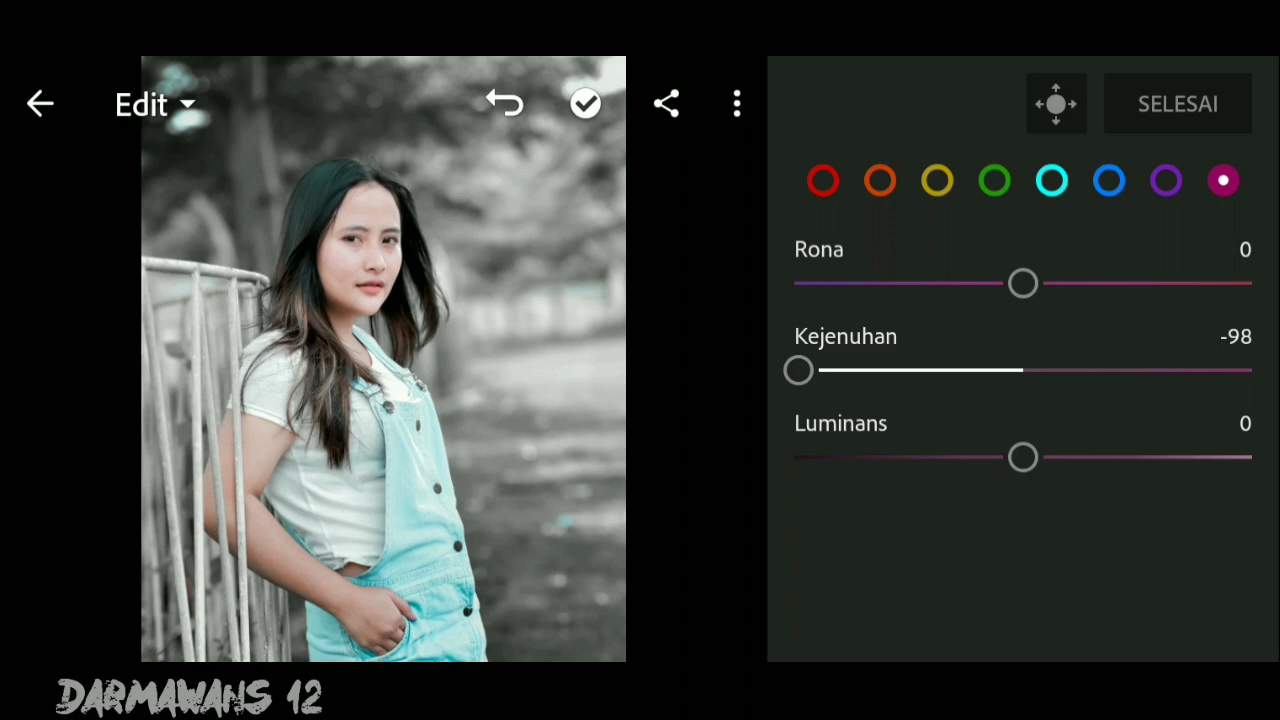 Edit
SELESAI
Rona 0
Kejenuhan -98
Luminans 0
DARMAWANS 12